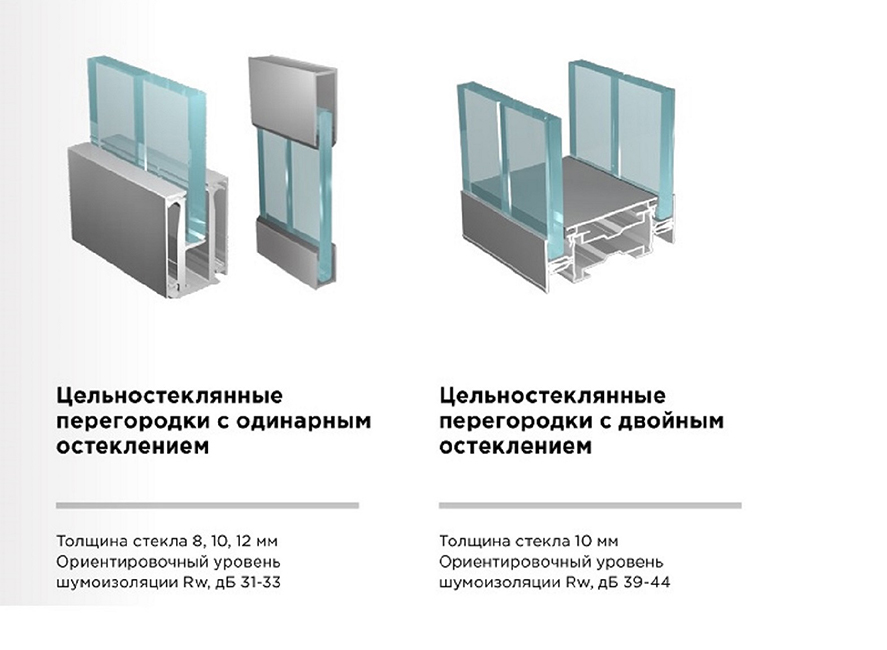 Цельностеклянные
перегородки с одинарным
остеклением
Толщина стекла 8, 10, 12 мм
Ориентировочный уровень
шумоизоляции Rw, дБ 31-33
Цельностеклянные
перегородки с двойным
остеклением
Толщина стекла 10 мм
Ориентировочный уровень
шумоизоляции Rw, дБ 39-44